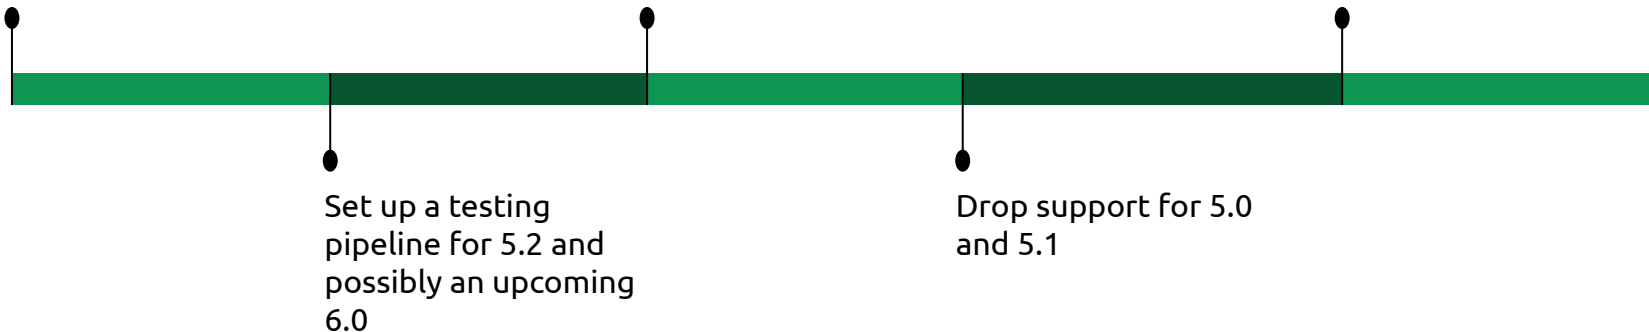 Set up a testing
pipeline for 5.2 and
possibly an upcoming
6.0
Drop support for 5.0
and 5.1